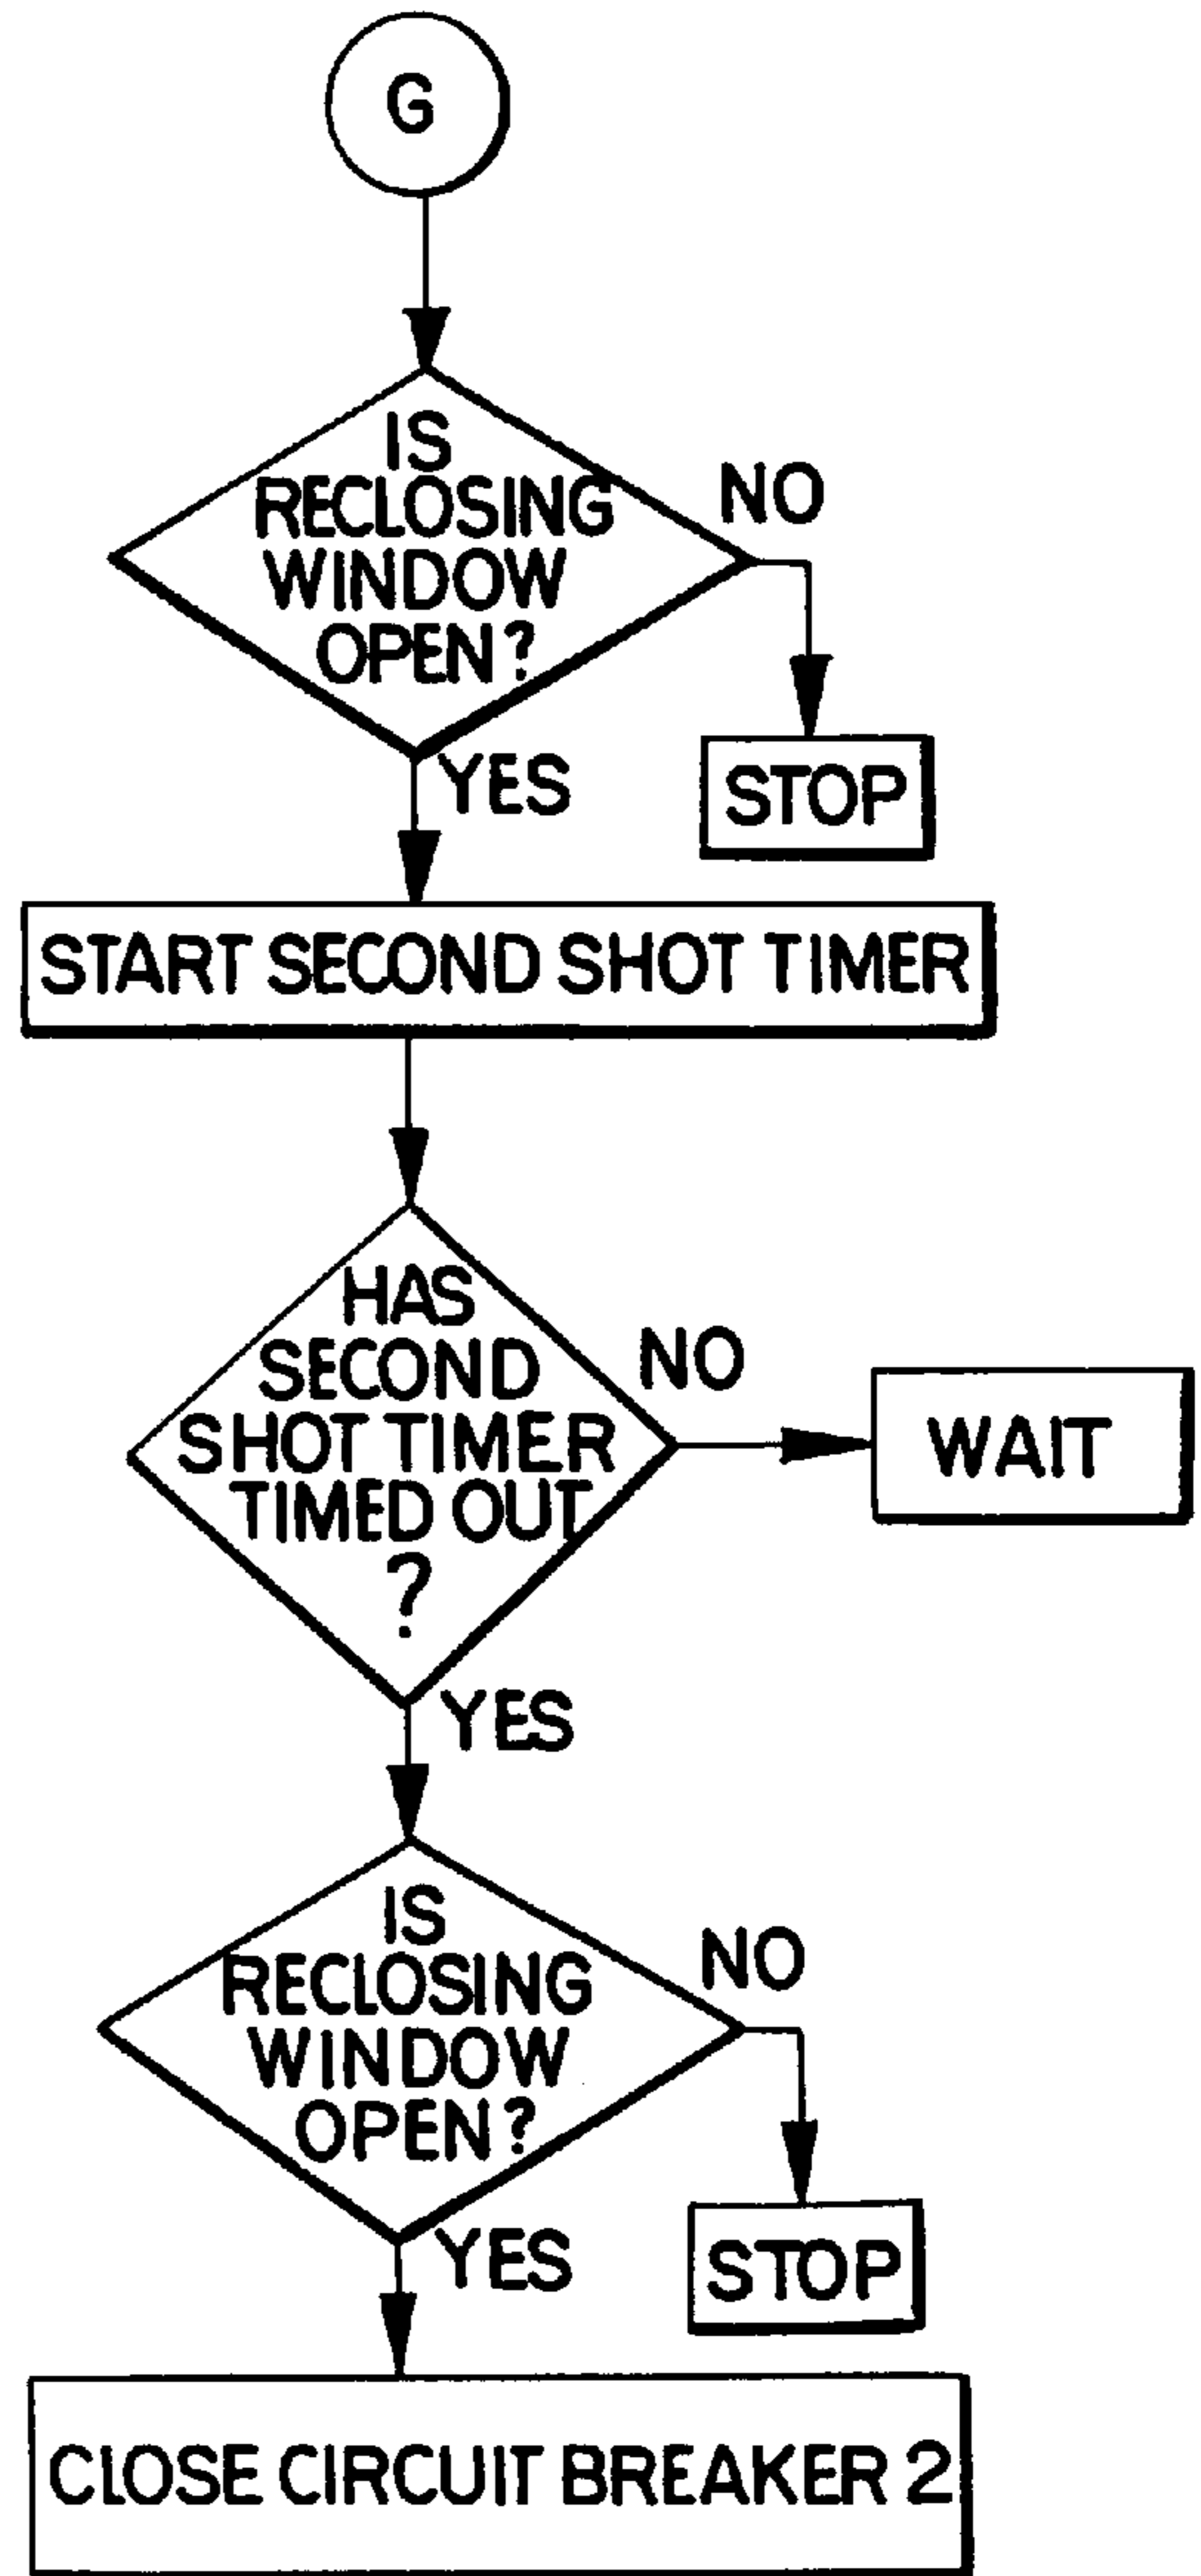 G
IS
RECLOSING
WINDOW
OPEN?
NO
STOP
YES
START SECOND SHOT TIMER
HAS
SECOND
SHOT TIMER
TIMED OUT
?
NO
WAIT
YES
IS
RECLOSING
WINDOW
OPEN?
NO
STOP
YES
CLOSE CIRCUIT BREAKER 2